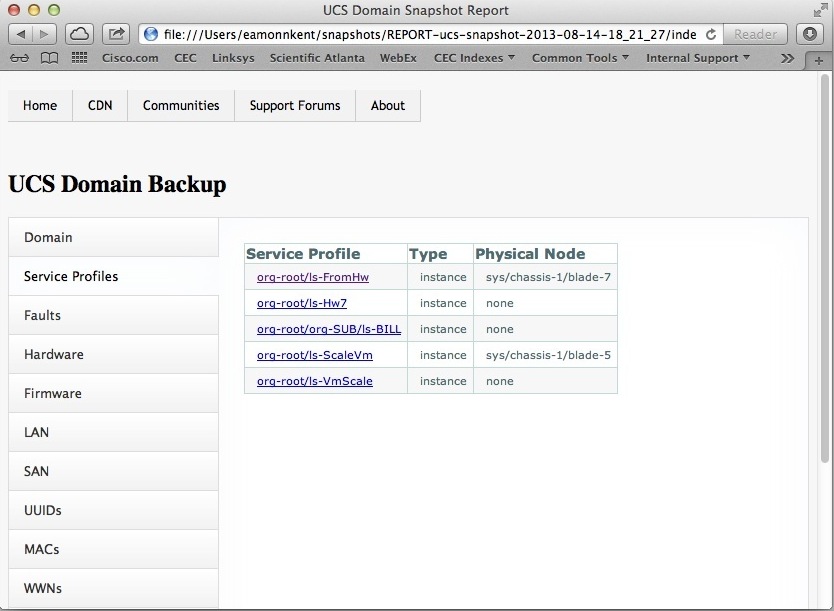 UCS Domain Snapshot Report
file:///Users/eamonnkent/snapshots/REPORT-ucs-snapshot-2013-08-14-18_21_27/inde
Reader
Cisco.com CEC Linksys Scientific Atlanta WebEx CEC Indexes Common Tools Internal Support
Home CDN Communities Support Forums About
UCS Domain Backup
Domain
Service Profiles
Faults
Hardware
Firmware
LAN
SAN
UUIDs
MACs
WWNs
Service Profile Type Physical Node
org-root/ls-FromHw instance sys/chassis-1/blade-7
org-root/ls-Hw7 instance none
org-root/org-SUB/ls-BILL instance none
org-root/ls-ScaleVm instance sys/chassis-1/blade-5
org-root/ls-VmScale instance none